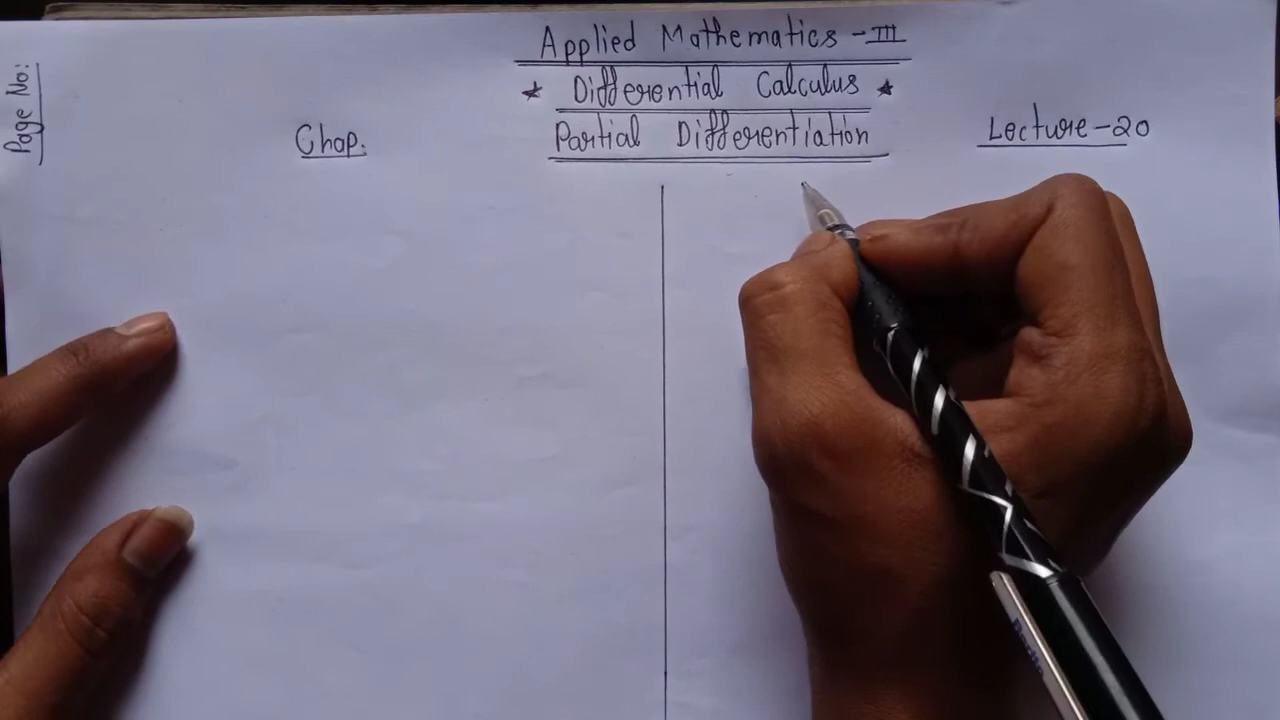 Applied Mathematics - III
* Differential Calculus *
Page No:
Chap.
Partial Differentiation
Lecture-20